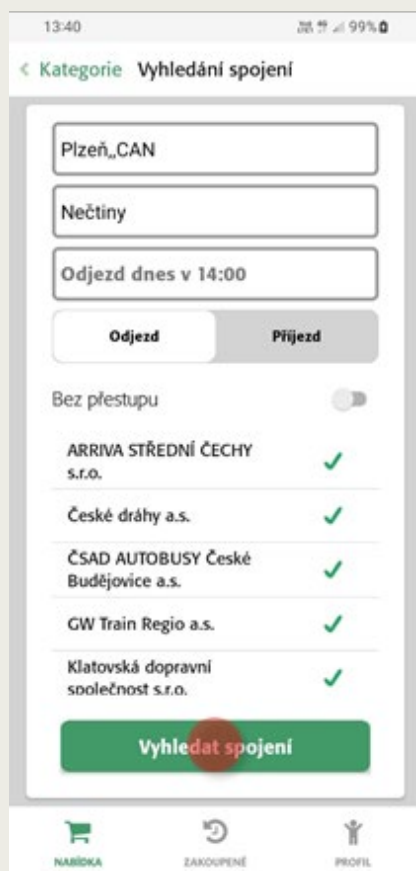 13:40 99%
< Kategorie Vyhledání spojení
Plzeň,,CAN
Nečtiny
Odjezd dnes v 14:00
Odjezd Příjezd
Bez přestupu
ARRIVA STŘEDNÍ ČECHY
s.r.o.
České dráhy a.s.
ČSAD AUTOBUSY České
Budějovice a.s.
GW Train Regio a.s.
Klatovská dopravní
společnost s.r.o.
Vyhledat spojení
NABÍDKA ZAKOUPENÉ PROFIL